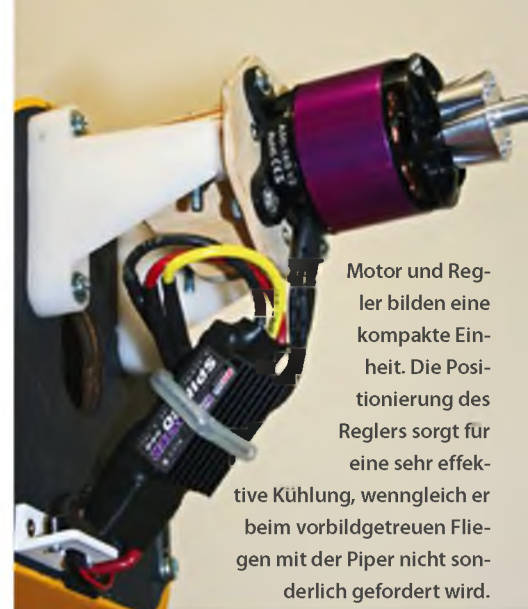 Motor und Reg-
ler bilden eine
kompakte Ein-
heit. Die Posi-
tionierung des
Reglers sorgt für
eine sehr effek-
tive Kühlung, wenngleich er
beim vorbildgetreuen Flie-
gen mit der Piper nicht son-
derlich gefordert wird.